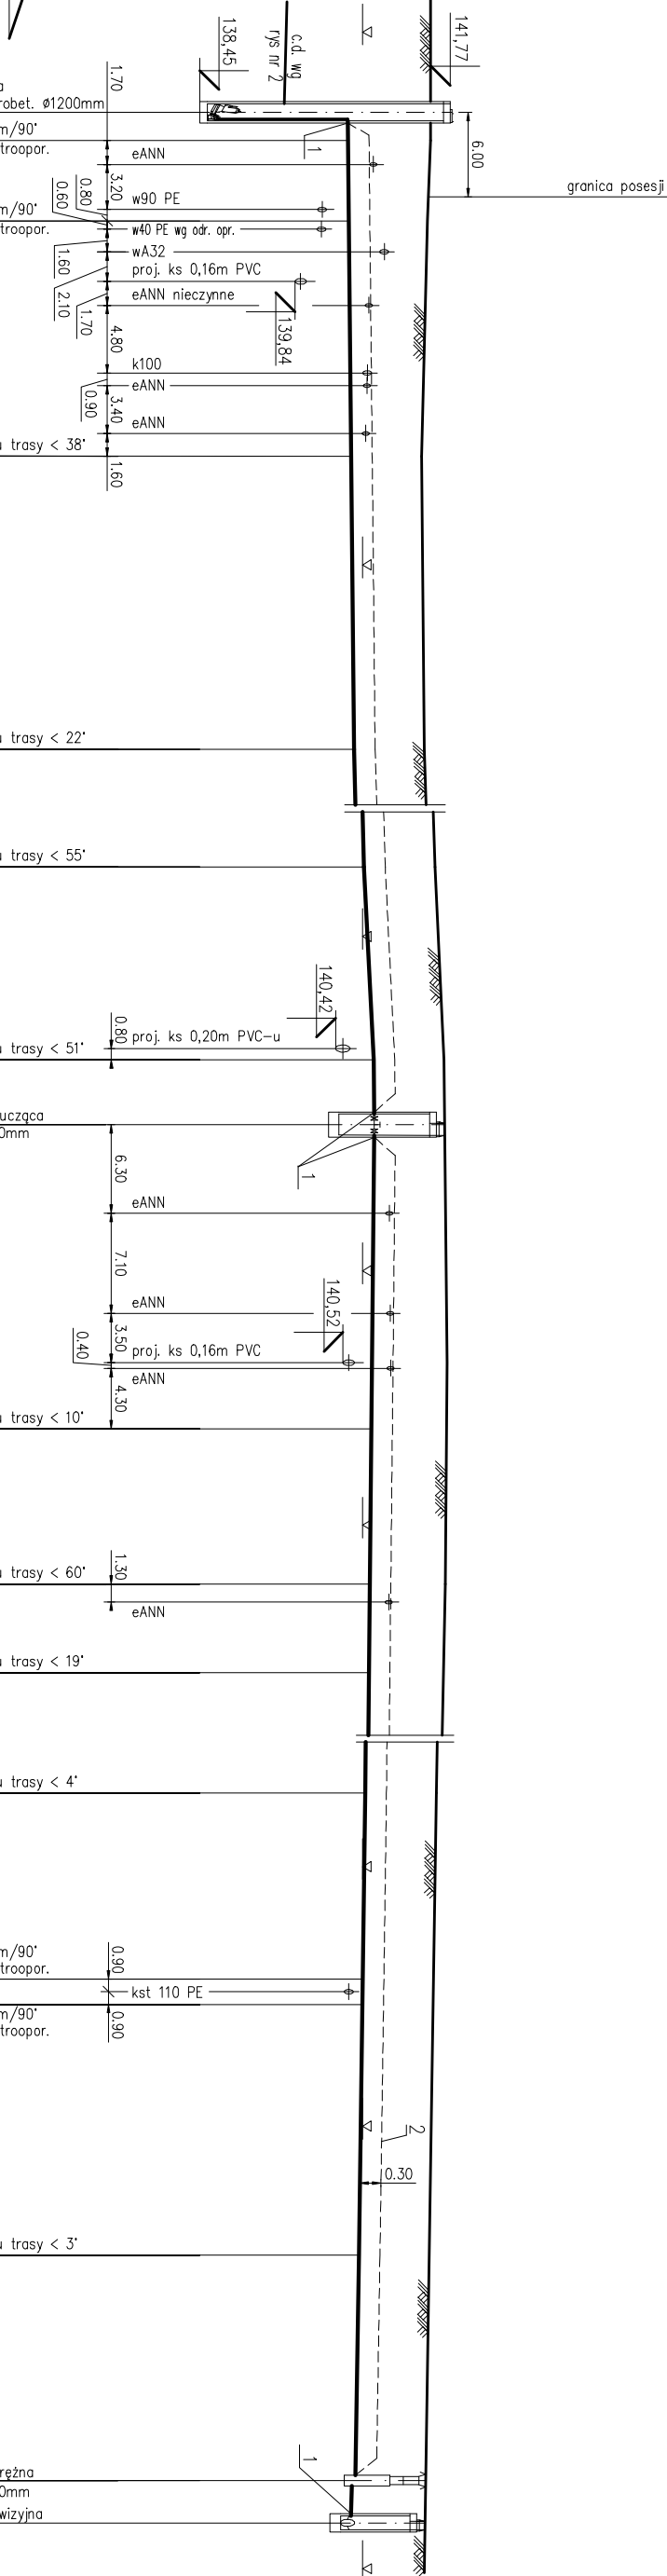 138,45
c.d. wg
rys nr 2
141,77
1.70
a
robet. ø1200mm
m/90°
troopor.
1
6.00
granica posesji
eANN
3.20
w90 PE
0.80
0.60
m/90°
troopor.
w40 PE wg odr. opr.
wA32
1.60
proj. ks 0,16m PVC
2.10
eANN nieczynne
1.70
139,84
4.80
k100
eANN
0.90
3.40
eANN
u trasy < 38°
1.60
u trasy < 22°
u trasy < 55°
140,42
0.80
proj. ks 0,20m PVC-u
u trasy < 51°
ucząca
0mm
1
6.30
eANN
7.10
eANN
140,52
3.50
proj. ks 0,16m PVC
0.40
eANN
4.30
u trasy < 10°
1.30
u trasy < 60°
eANN
u trasy < 19°
u trasy < 4°
m/90°
troopor.
0.90
kst 110 PE
m/90°
troopor.
0.90
2
0.30
u trasy < 3°
1
rężna
0mm
wizyjna